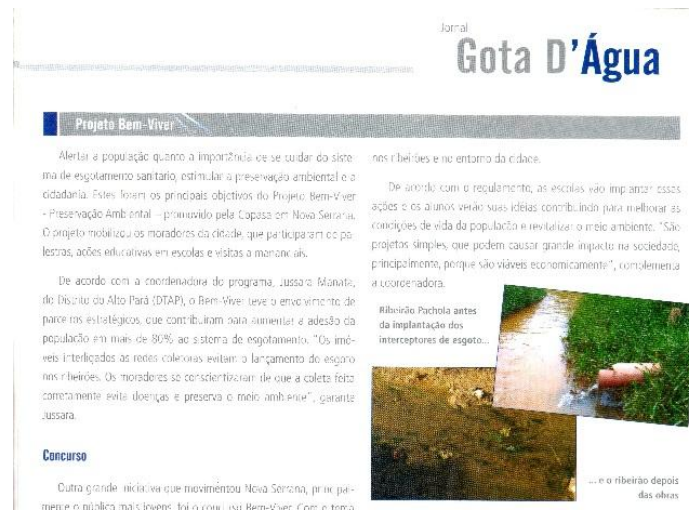 Jornal
Gota D'Água
Projeto Bem-Viver
Alertar a população quanto a importância de se cuidar do siste-
ma de esgotamento sanitário, estimular a preservação ambiental e a
cidadania. Estes foram os principais objetivos do Projeto Bem-Viver
- Preservação Ambiental – promovido pela Copasa em Nova Serrana.
O projeto mobilizou os moradores da cidade, que participaram de pa-
lestras, ações educativas em escolas e visitas a mananciais.
De acordo com a coordenadora do programa, Jussara Manata,
do Distrito do Alto Pará (DTAP), o Bem-Viver teve o envolvimento de
parceiros estratégicos, que contribuíram para aumentar a adesão da
população em mais de 80% ao sistema de esgotamento. "Os imó-
veis interligados as redes coletoras evitam o lançamento do esgoto
nos ribeirões. Os moradores se conscientizaram de que a coleta feita
corretamente evita doenças e preserva o meio ambiente", garante
Jussara.
Concurso
Outra grande iniciativa que movimentou Nova Serrana, principal-
mente o público mais jovens, foi o concurso Bem-Viver. Com o tema
nos ribeirões e no entorno da cidade.
De acordo com o regulamento, as escolas vão implantar essas
ações e os alunos verão suas idéias contribuindo para melhorar as
condições de vida da população e revitalizar o meio ambiente. "São
projetos simples, que podem causar grande impacto na sociedade,
principalmente, porque são viáveis economicamente", complementa
a coordenadora.
Ribeirão Pachola antes
da implantação dos
interceptores de esgoto...
... e o ribeirão depois
das obras